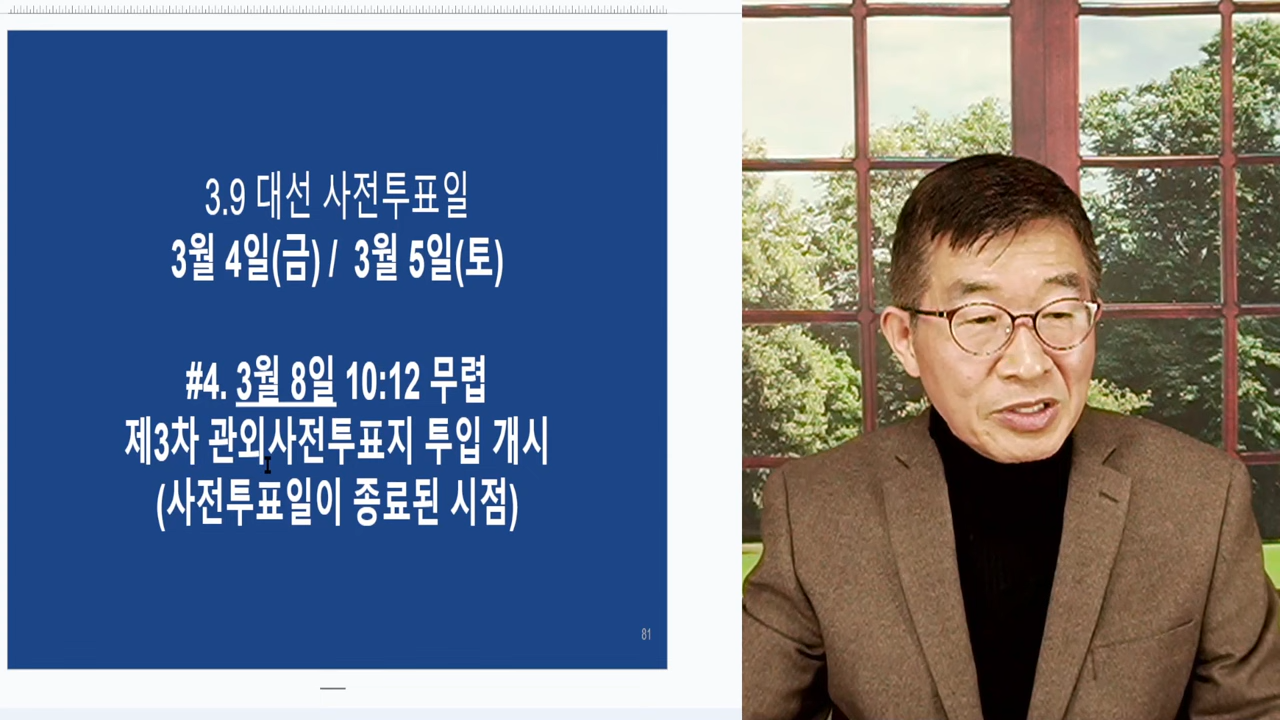 3.9 대선 사전투표일
3월 4일(금) / 3월 5일(토)
#4. 3월 8일 10:12 무렵
제3차 관외사전투표지 투입 개시
(사전투표일이 종료된 시점)
81